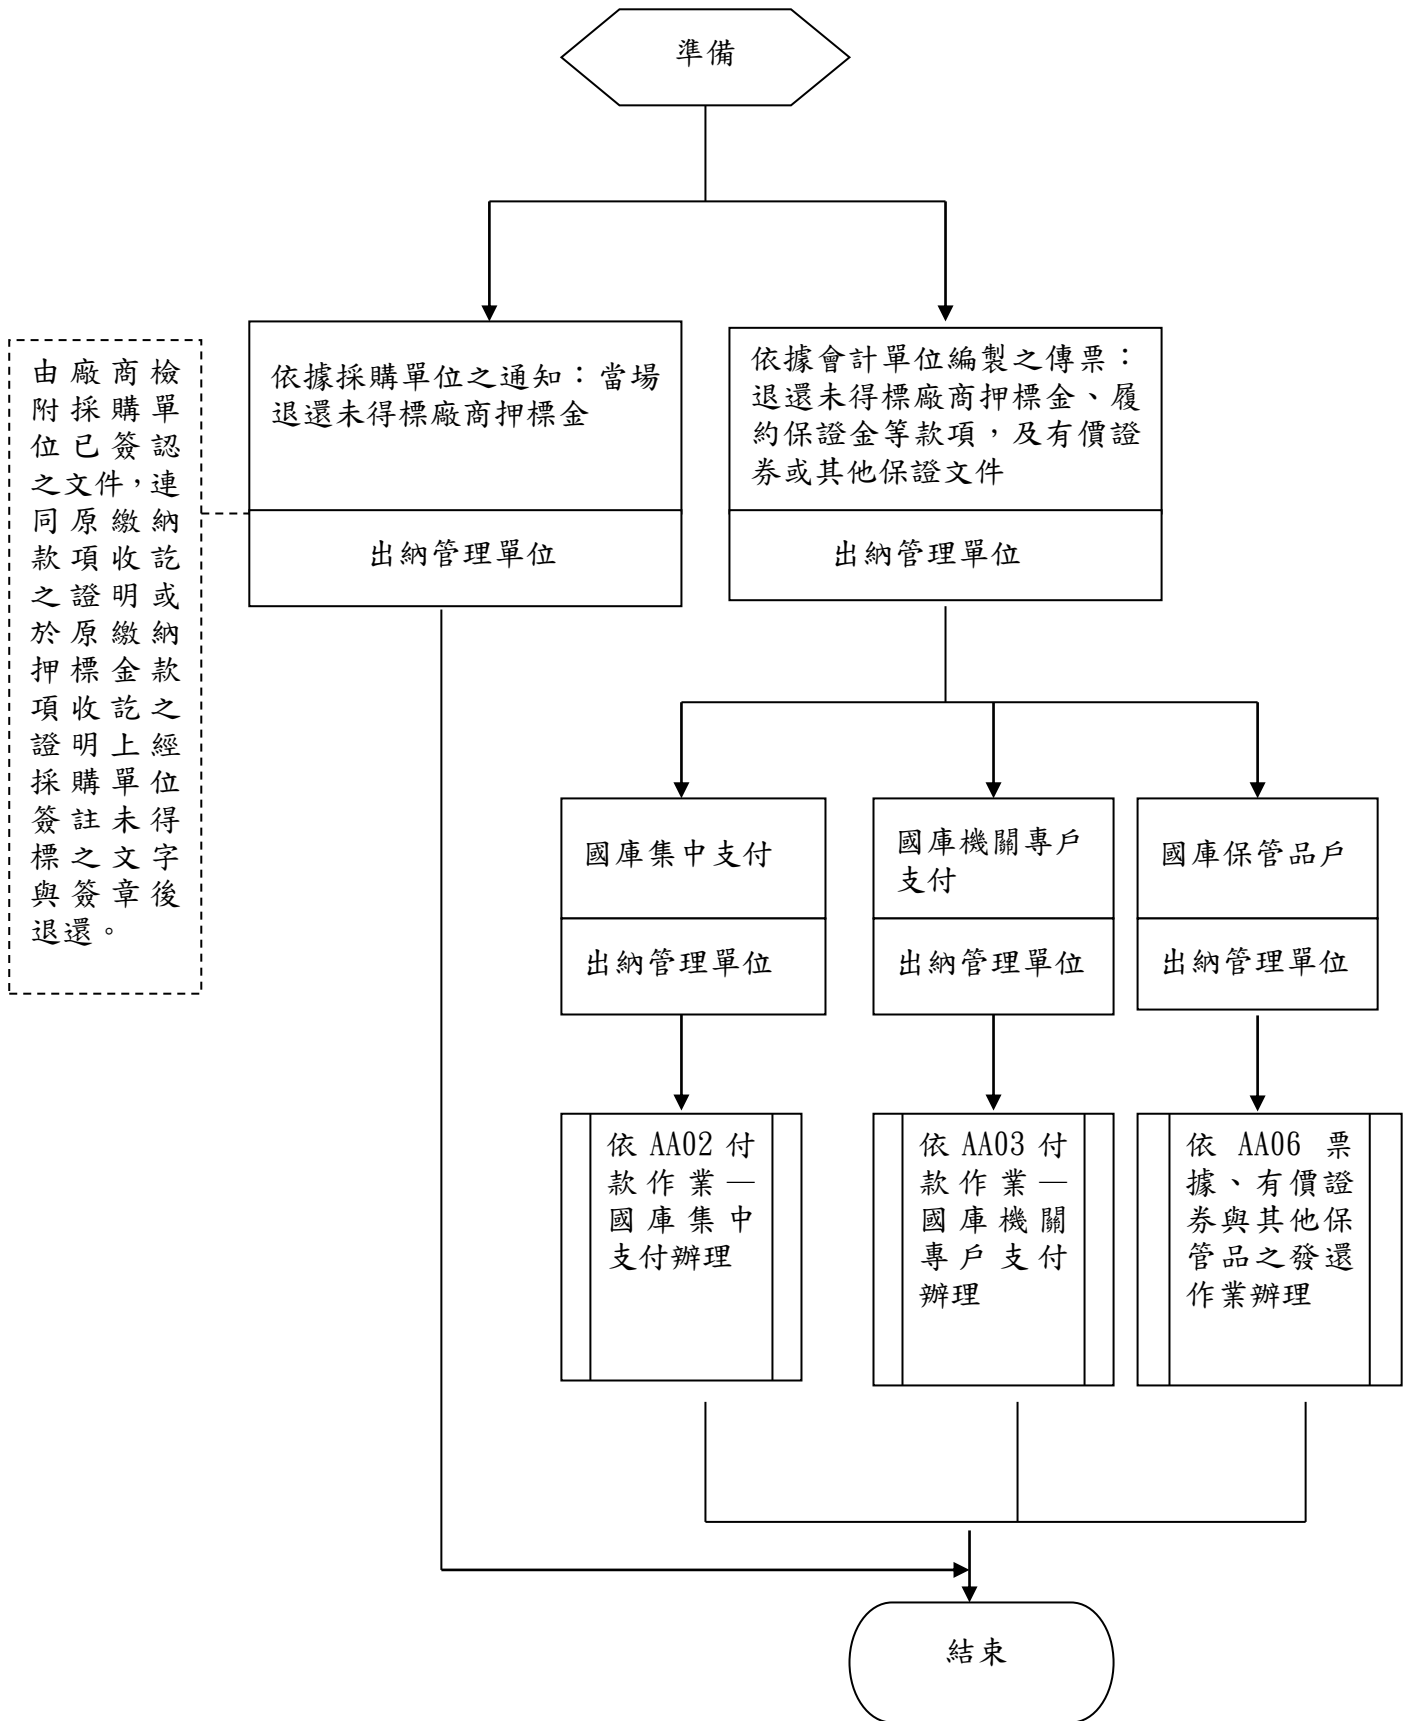 準備
由廠商檢
附採購單
位已簽認
之文件，連
同原繳納
款項收訖
之證明或
於原繳納
押標金款
項收訖之
證明上經
採購單位
簽註未得
標之文字
與簽章後
退還。
依據採購單位之通知：當場
退還未得標廠商押標金
出納管理單位
依據會計單位編製之傳票：
退還未得標廠商押標金、履
約保證金等款項，及有價證
券或其他保證文件
出納管理單位
國庫集中支付
出納管理單位
國庫機關專戶
支付
出納管理單位
國庫保管品戶
出納管理單位
依 AA02 付
款作業—
國庫集中
支付辦理
依 AA03 付
款作業—
國庫機關
專戶支付
辦理
依 AA06 票
據、有價證
券與其他保
管品之發還
作業辦理
結束